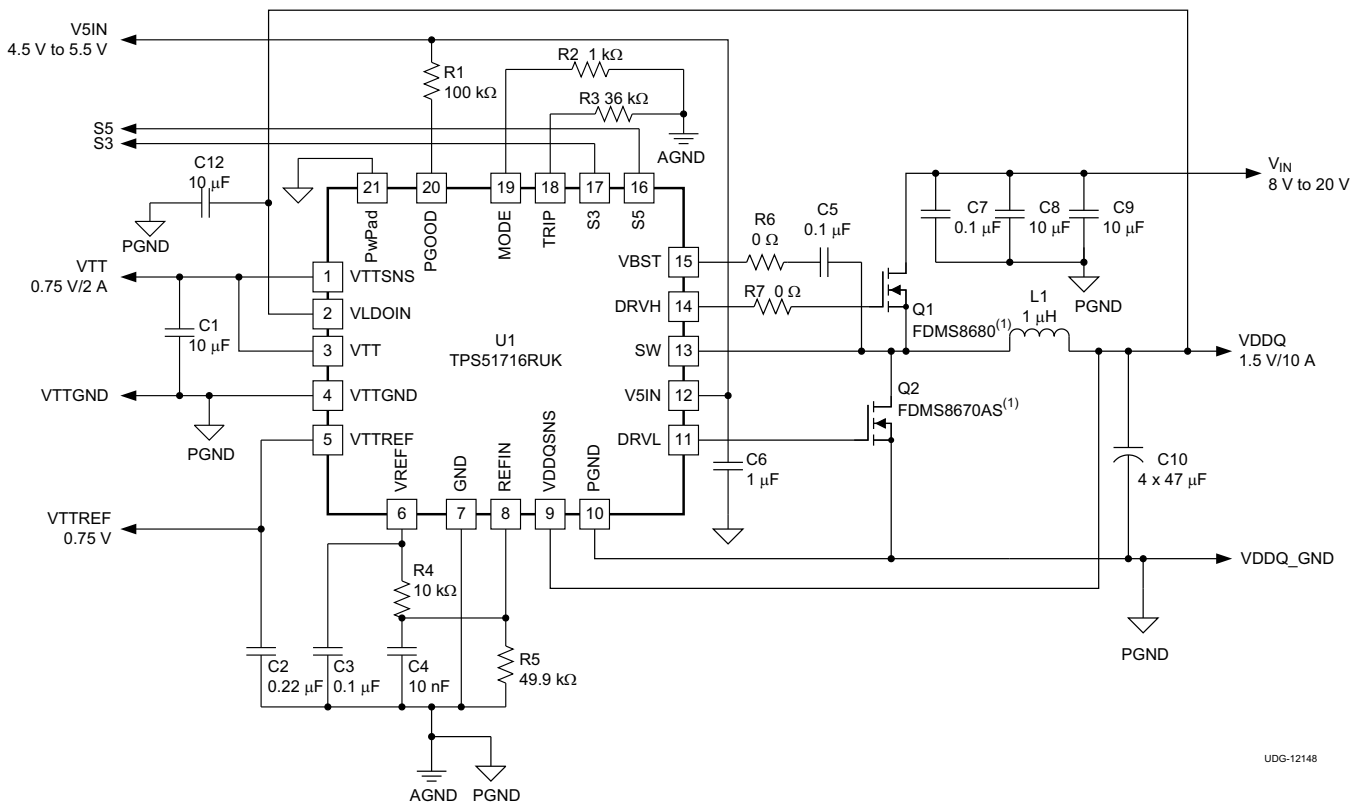 V5IN
4.5 V to 5.5 V
R1
100 kΩ
R2 1 kΩ
R3 36 kΩ
AGND
S5
S3
C12
10 µF
PGND
21
20
19
18
17
16
PwPad
PGOOD
MODE
TRIP
S3
S5
VTT
0.75 V/2 A
C1
10 µF
VTTGND
PGND
1 VTTSNS
2 VLDOIN
3 VTT
4 VTTGND
5 VTTREF
U1
TPS51716RUK
VBST 15
DRVH 14
SW 13
V5IN 12
DRVL 11
R6
0 Ω
C5
0.1 µF
R7 0 Ω
Q1
FDMS8680(1)
Q2
FDMS8670AS(1)
C7
0.1 µF
C8
10 µF
C9
10 µF
PGND
VIN
8 V to 20 V
L1
1 µH
VDDQ
1.5 V/10 A
C10
4 x 47 µF
C6
1 µF
VREF
GND
REFIN
VDDQSNS
PGND
6
7
8
9
10
VTTREF
0.75 V
R4
10 kΩ
C2
0.22 µF
C3
0.1 µF
C4
10 nF
R5
49.9 kΩ
AGND
PGND
VDDQ_GND
PGND
UDG-12148